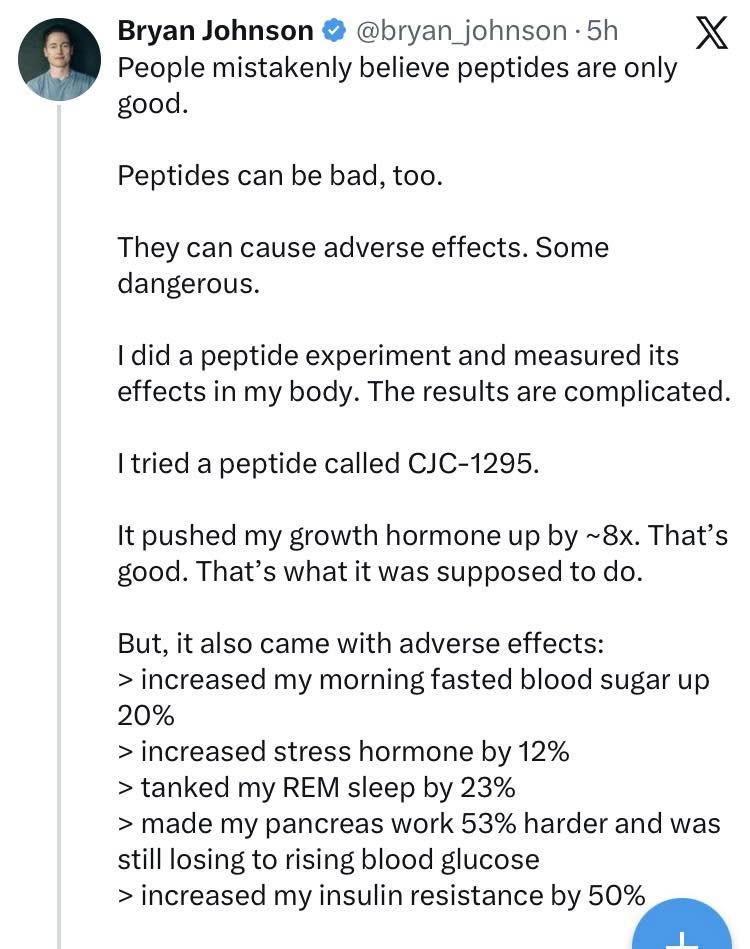 Bryan Johnson @bryan_johnson · 5h
People mistakenly believe peptides are only
good.
Peptides can be bad, too.
They can cause adverse effects. Some
dangerous.
I did a peptide experiment and measured its
effects in my body. The results are complicated.
I tried a peptide called CJC-1295.
It pushed my growth hormone up by ~8x. That’s
good. That’s what it was supposed to do.
But, it also came with adverse effects:
> increased my morning fasted blood sugar up
20%
> increased stress hormone by 12%
> tanked my REM sleep by 23%
> made my pancreas work 53% harder and was
still losing to rising blood glucose
> increased my insulin resistance by 50%